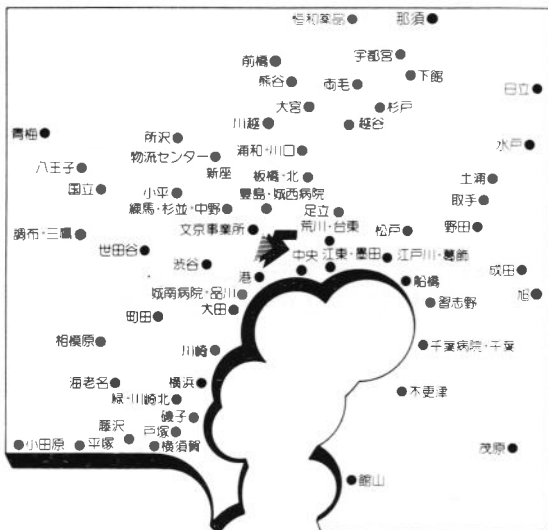 恒和薬品
那須
前橋
宇都宮
熊谷
両毛
下館
日立
大宮
杉戸
川越
越谷
青梅
所沢
水戸
物流センター
浦和・川口
八王子
新座
板橋・北
土浦
国立
小平
豊島・城西病院
取手
練馬・杉並・中野
足立
文京事業所
荒川・台東
松戸
野田
調布・三鷹
世田谷
渋谷
中央
江東・墨田
江戸川・葛飾
成田
港
船橋
城南病院・品川
習志野
旭
町田
大田
相模原
川崎
千葉病院・千葉
海老名
横浜
木更津
緑・川崎北
磯子
藤沢
戸塚
小田原
平塚
横須賀
茂原
館山